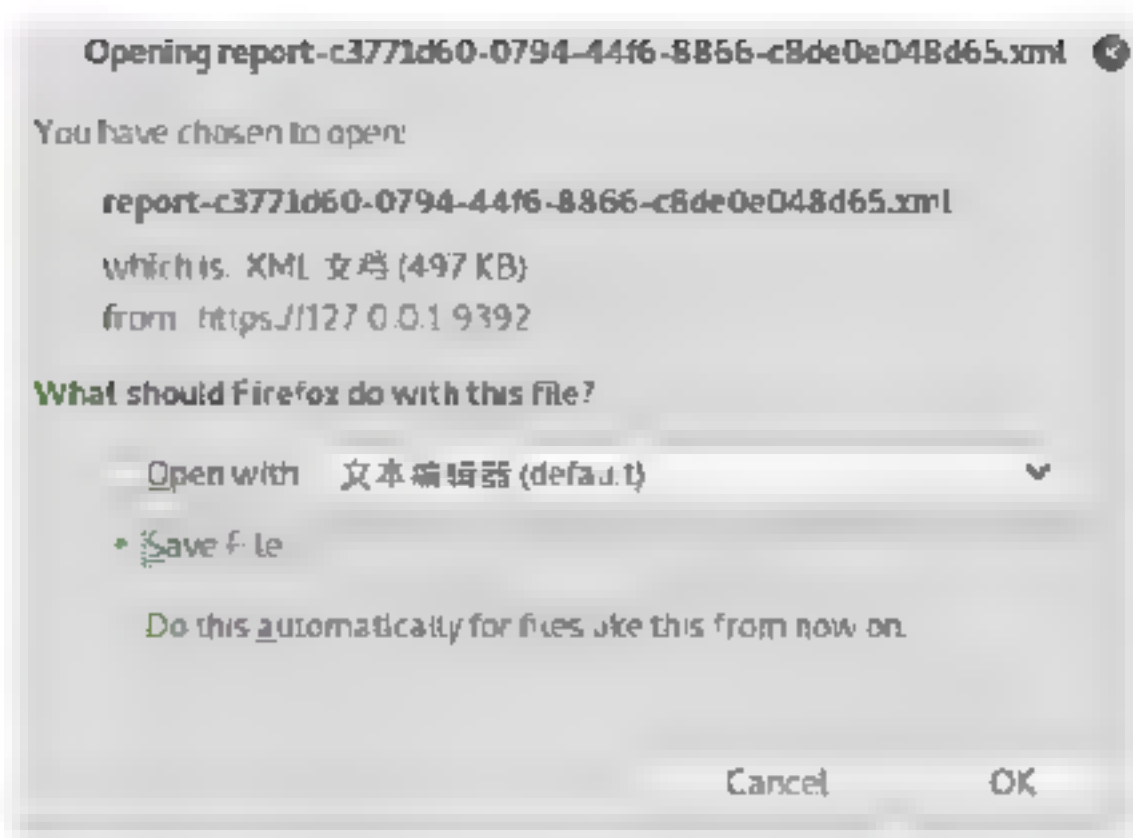 Opening report-c3771d60-0794-44f6-8866-c8de0e048d65.xml
You have chosen to open:
report-c3771d60-0794-44f6-8866-c8de0e048d65.xml
which is: XML 文档 (497 KB)
from: https://127.0.0.1:9392
What should Firefox do with this file?
Open with 文本编辑器 (default)
Save File
Do this automatically for files like this from now on.
Cancel OK